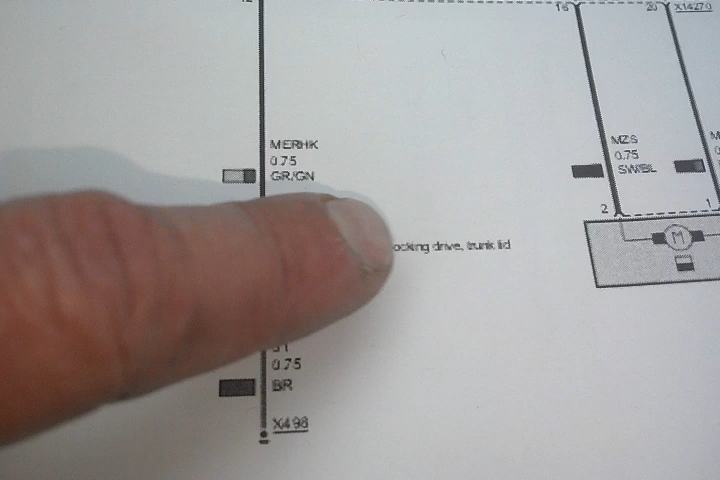 16
20
X14270
MERHK
0.75
GR/GN
MZS
0.75
SW/BL
2
1
M
ocking drive, trunk lid
31
0.75
BR
X498